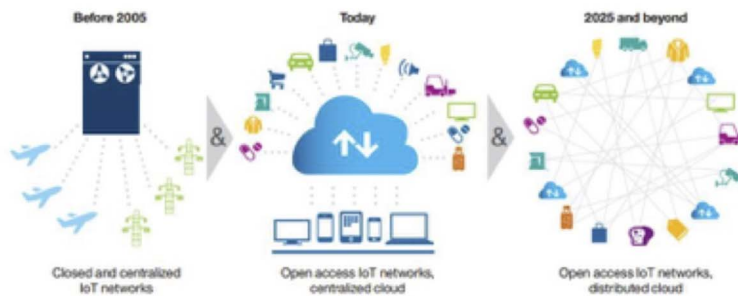 Before 2005
Today
2025 and beyond
&
&
Closed and centralized
IoT networks
Open access IoT networks,
centralized cloud
Open access IoT networks,
distributed cloud